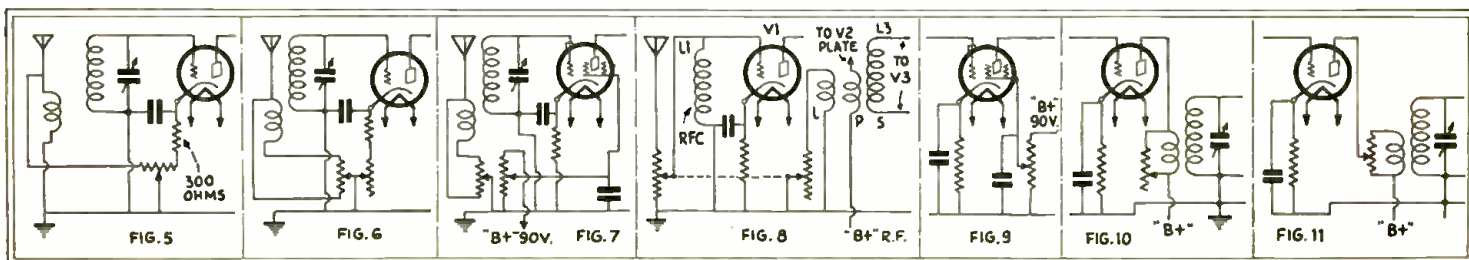 300
OHMS
FIG. 5
FIG. 6
"B+" 90V.
FIG. 7
L1
RFC
V1
TO V2
PLATE
L
P
L3
TO
V3
S
FIG. 8
"B+" R.F.
"B+"
90V.
FIG. 9
FIG. 10
"B+"
FIG. 11
"B+"